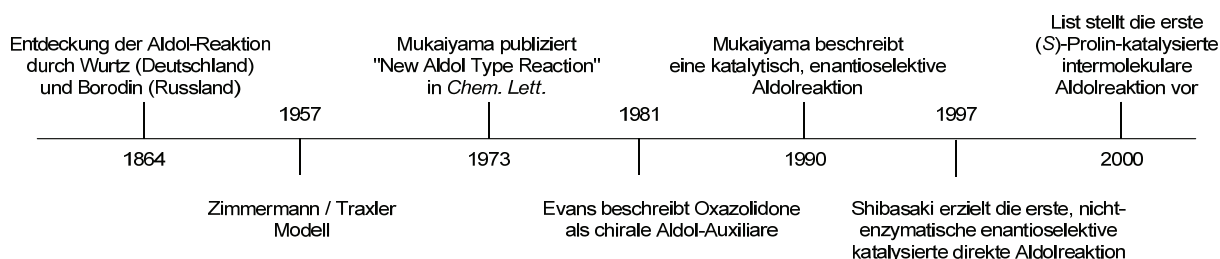 Entdeckung der Aldol-Reaktion
durch Wurtz (Deutschland)
und Borodin (Russland)
1864
1957
Zimmermann / Traxler
Modell
Mukaiyama publiziert
"New Aldol Type Reaction"
in Chem. Lett.
1973
1981
Evans beschreibt Oxazolidone
als chirale Aldol-Auxiliare
Mukaiyama beschreibt
eine katalytisch, enantioselektive
Aldolreaktion
1990
1997
Shibasaki erzielt die erste, nicht-
enzymatische enantioselektive
katalysierte direkte Aldolreaktion
List stellt die erste
(S)-Prolin-katalysierte
intermolekulare
Aldolreaktion vor
2000